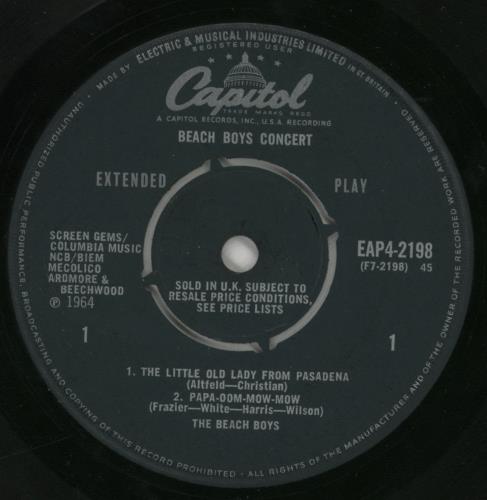 MADE BY ELECTRIC & MUSICAL INDUSTRIES LIMITED IN GT. BRITAIN
REGISTERED USER
Capitol
TRADE MARKS REGD
A CAPITOL RECORDS, INC., U.S.A. RECORDING
BEACH BOYS CONCERT
EXTENDED PLAY
SCREEN GEMS/
COLUMBIA MUSIC
NCB/BIEM
MECOLICO
ARDMORE &
BEECHWOOD
℗ 1964
EAP4-2198
(F7-2198) 45
SOLD IN U.K. SUBJECT TO
RESALE PRICE CONDITIONS,
SEE PRICE LISTS
1
1
1. THE LITTLE OLD LADY FROM PASADENA
(Altfeld—Christian)
2. PAPA-OOM-MOW-MOW
(Frazier—White—Harris—Wilson)
THE BEACH BOYS
UNAUTHORIZED PUBLIC PERFORMANCE, BROADCASTING AND COPYING OF THIS RECORD PROHIBITED - ALL RIGHTS OF THE MANUFACTURER AND OF THE OWNER OF THE RECORDED WORK RESERVED